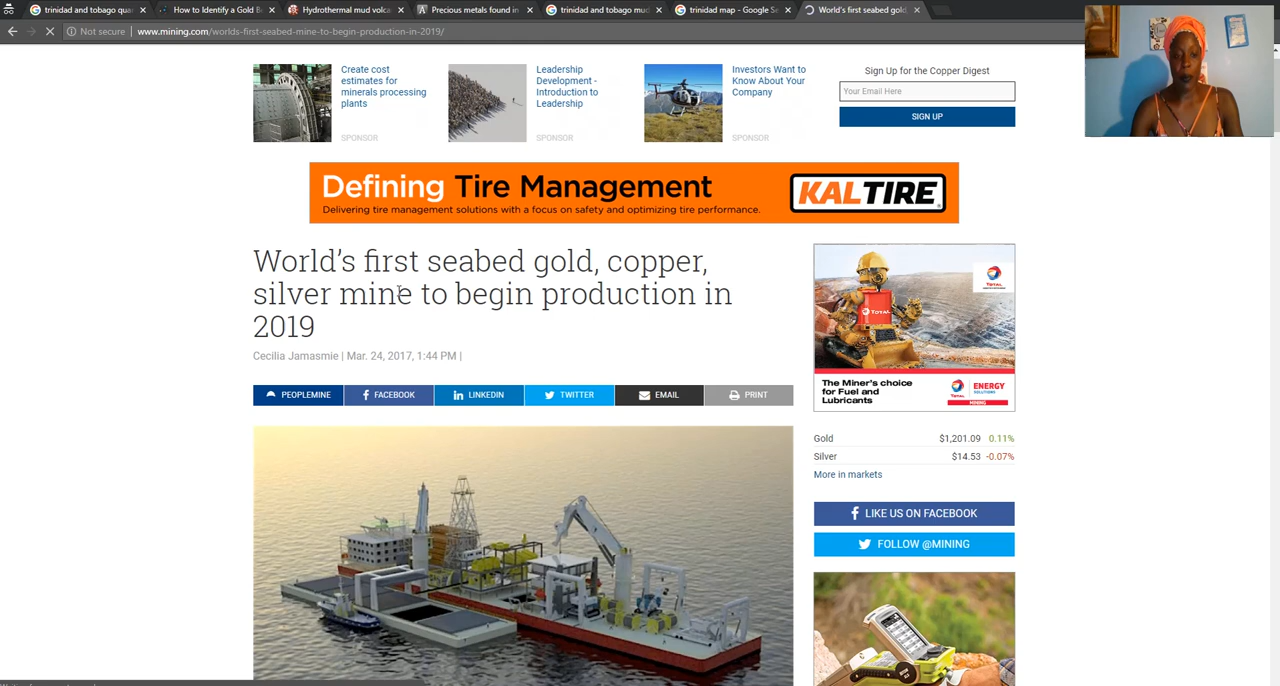 trinidad and tobago qua
How to Identify a Gold B
Hydrothermal mud volca
Precious metals found in
trinidad and tobago mud
trinidad map - Google Se
World's first seabed gold,
Not secure
www.mining.com/worlds-first-seabed-mine-to-begin-production-in-2019/
Create cost
estimates for
minerals processing
plants
SPONSOR
Leadership
Development -
Introduction to
Leadership
SPONSOR
Investors Want to
Know About Your
Company
SPONSOR
Sign Up for the Copper Digest
Your Email Here
SIGN UP
Defining Tire Management
Delivering tire management solutions with a focus on safety and optimizing tire performance.
KALTIRE
World's first seabed gold, copper,
silver mine to begin production in
2019
Cecilia Jamasmie | Mar. 24, 2017, 1:44 PM |
PEOPLEMINE
FACEBOOK
LINKEDIN
TWITTER
EMAIL
PRINT
TOTAL
TOTAL
The Miner's choice
for Fuel and
Lubricants
TOTAL
ENERGY
SOLUTIONS
MINING
Gold $1,201.09 0.11%
Silver $14.53 -0.07%
More in markets
LIKE US ON FACEBOOK
FOLLOW @MINING